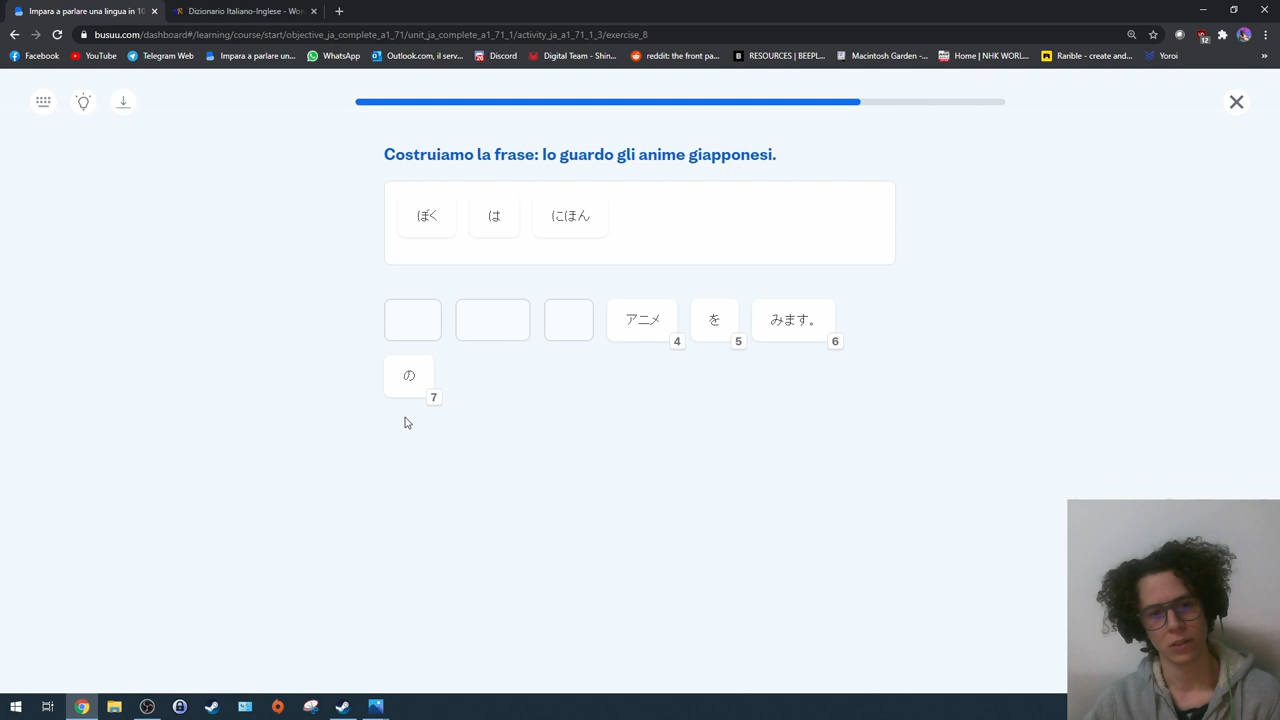 Impara a parlare una lingua in 10
Dizionario Italiano-Inglese - Wor
busuu.com/dashboard#/learning/course/start/objective_ja_complete_a1_71/unit_ja_complete_a1_71_1/activity_ja_a1_71_1_3/exercise_8
12
Facebook YouTube Telegram Web Impara a parlare un... WhatsApp Outlook.com, il serv... Discord Digital Team - Shin... reddit: the front pa... RESOURCES | BEEPL... Macintosh Garden -... Home | NHK WORL... Rarible - create and... Yoroi »
Costruiamo la frase: Io guardo gli anime giapponesi.
ぼく は にほん
アニメ 4 を 5 みます。 6
の 7